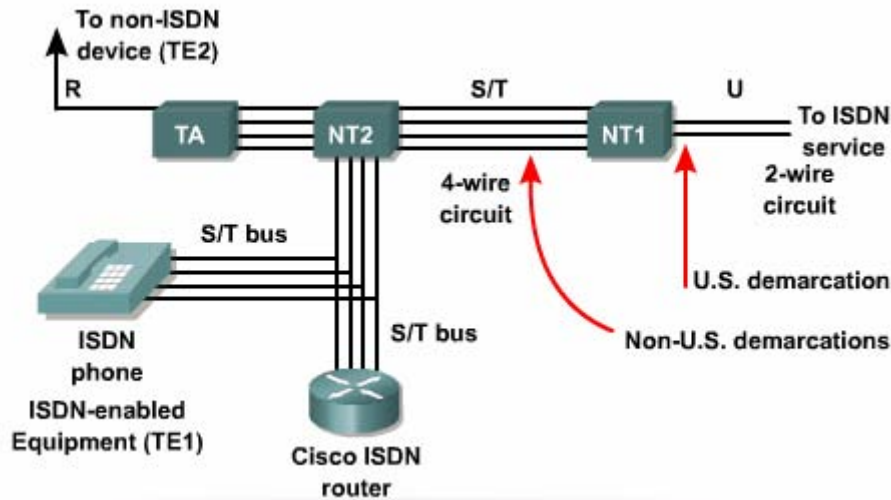 To non-ISDN
device (TE2)
R
S/T
U
TA
NT2
NT1
To ISDN
service
4-wire
circuit
2-wire
circuit
S/T bus
U.S. demarcation
S/T bus
Non-U.S. demarcations
ISDN
phone
ISDN-enabled
Equipment (TE1)
Cisco ISDN
router